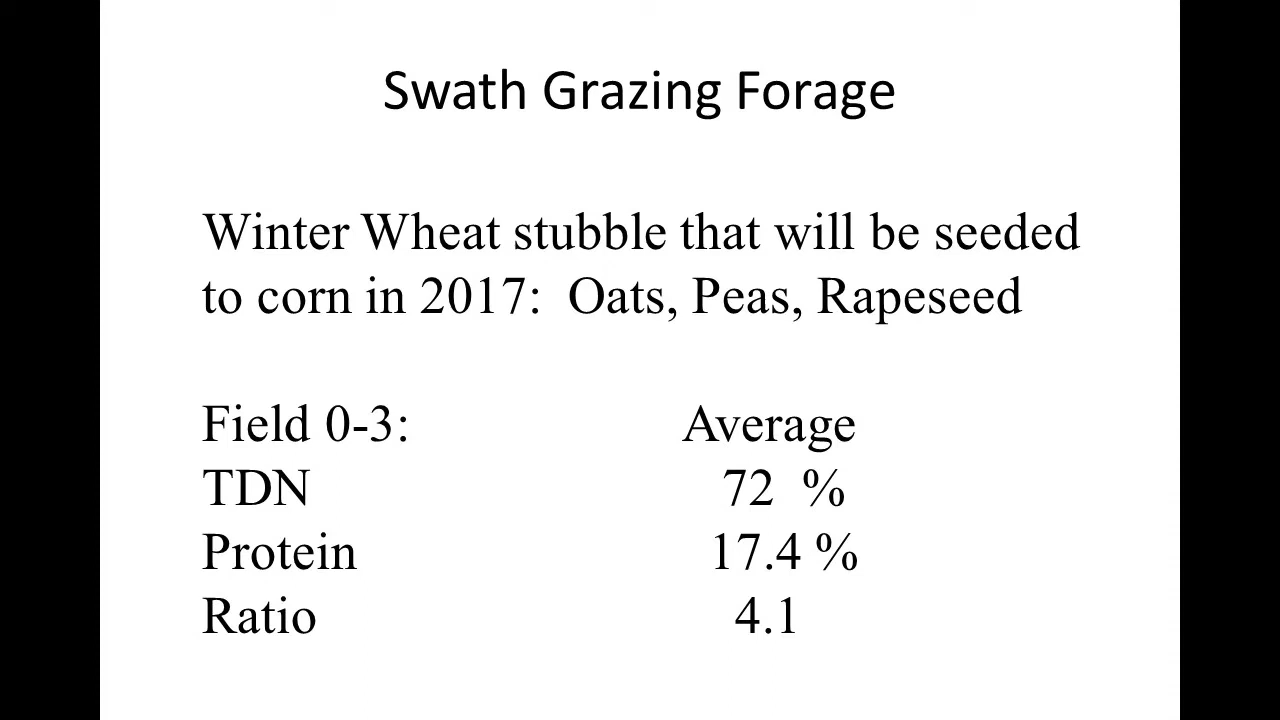 Swath Grazing Forage
Winter Wheat stubble that will be seeded
to corn in 2017:  Oats, Peas, Rapeseed
Field 0-3: Average
TDN 72 %
Protein 17.4 %
Ratio 4.1